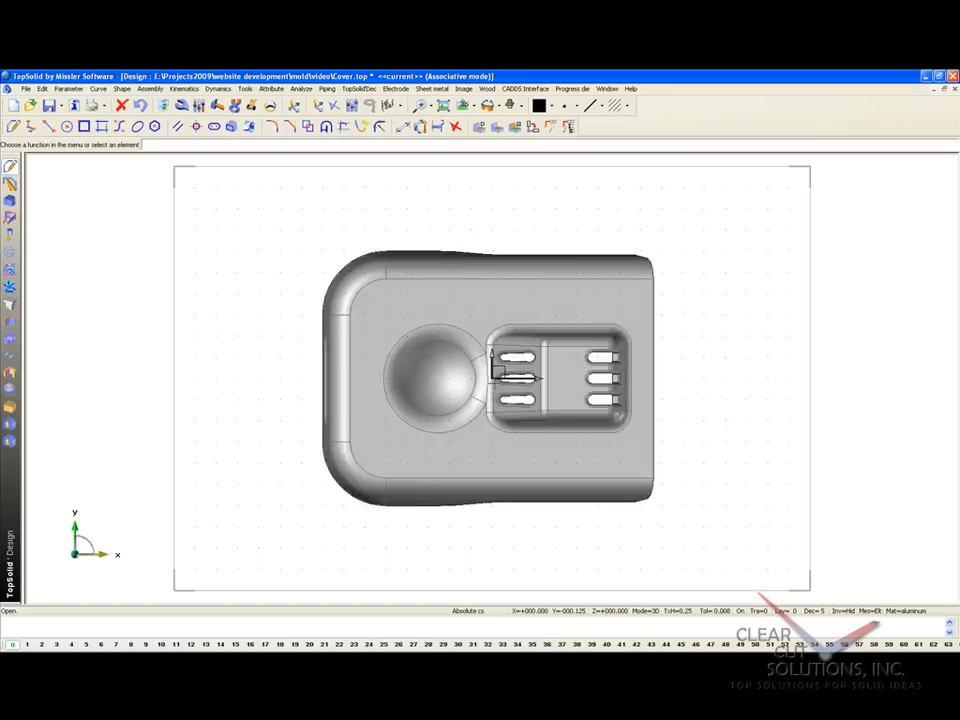 TopSolid by Missler Software - [Design : E:\Projects2009\website development\mold\video\Cover.top * <<current>> (Associative mode)]
File Edit Parameter Curve Shape Assembly Kinematics Dynamics Tools Attribute Analyze Piping TopSolid'Dec Electrode Sheet metal Image Wood CADDS Interface Progress die Window Help
Choose a function in the menu or select an element.
y
x
TopSolid'Design
Open. Absolute cs X=+000.000 Y=-000.125 Z=+000.000 Mode=3D TxH=0.25 Tol= 0.008 On Tra=0 Lay= 0 Dec= 5 Inv=Hid Mes=Elt Mat=aluminum
0 1 2 3 4 5 6 7 8 9 10 11 12 13 14 15 16 17 18 19 20 21 22 23 24 25 26 27 28 29 30 31 32 33 34 35 36 37 38 39 40 41 42 43 44 45 46 47 48 49 50 51 52 53 54 55 56 57 58 59 60 61 62 63
CLEAR
CUT
SOLUTIONS, INC.
TOP SOLUTIONS FOR SOLID IDEAS